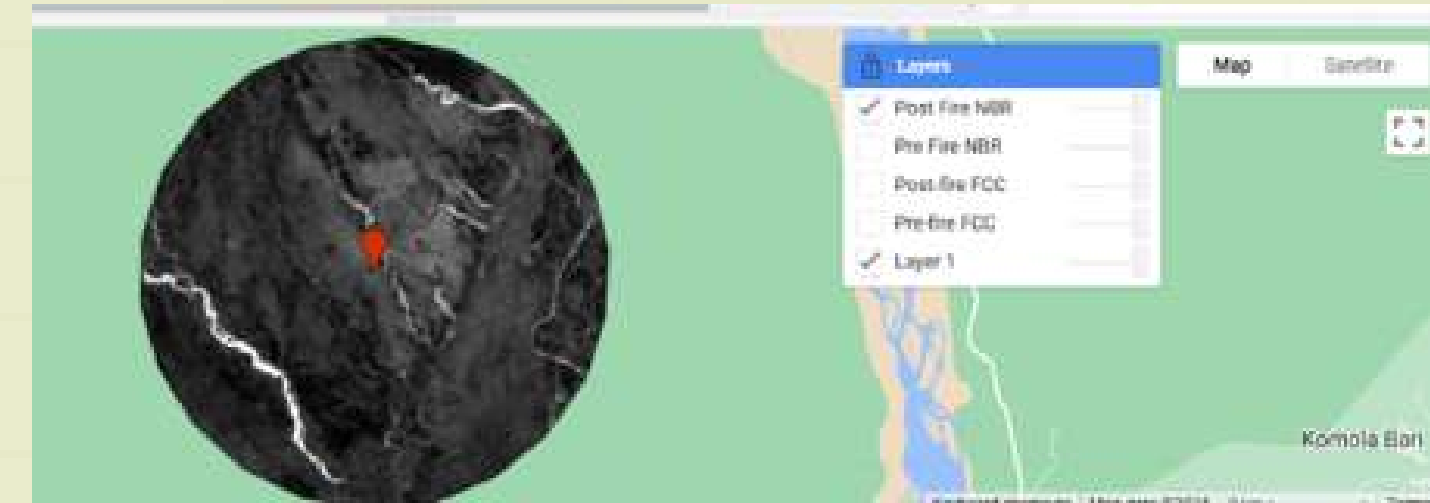 Layers
Map
Satellite
Post Fire NBR
Pre Fire NBR
Post-fire FCC
Pre-fire FCC
Layer 1
Komola Bari